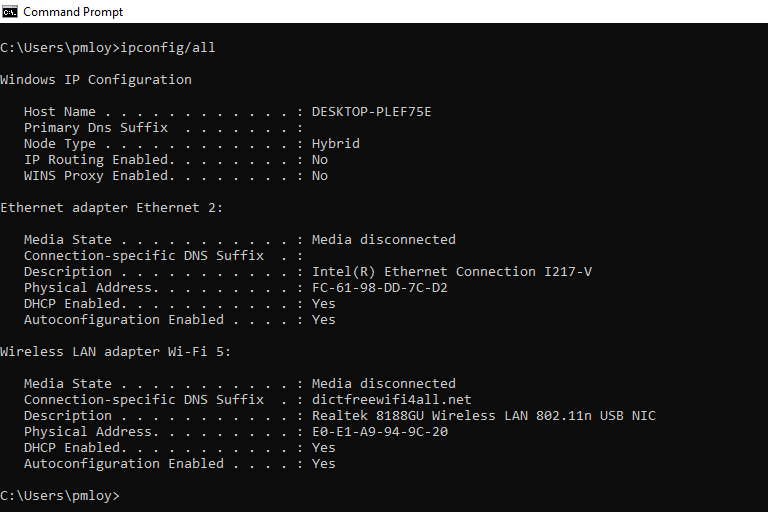 Command Prompt
C:\Users\pmloy>ipconfig/all
Windows IP Configuration
Host Name . . . . . . . . . . . . : DESKTOP-PLEF75E
Primary Dns Suffix  . . . . . . . :
Node Type . . . . . . . . . . . . : Hybrid
IP Routing Enabled. . . . . . . . : No
WINS Proxy Enabled. . . . . . . . : No
Ethernet adapter Ethernet 2:
Media State . . . . . . . . . . . : Media disconnected
Connection-specific DNS Suffix  . :
Description . . . . . . . . . . . : Intel(R) Ethernet Connection I217-V
Physical Address. . . . . . . . . : FC-61-98-DD-7C-D2
DHCP Enabled. . . . . . . . . . . : Yes
Autoconfiguration Enabled . . . . : Yes
Wireless LAN adapter Wi-Fi 5:
Media State . . . . . . . . . . . : Media disconnected
Connection-specific DNS Suffix  . : dictfreewifi4all.net
Description . . . . . . . . . . . : Realtek 8188GU Wireless LAN 802.11n USB NIC
Physical Address. . . . . . . . . : E0-E1-A9-94-9C-20
DHCP Enabled. . . . . . . . . . . : Yes
Autoconfiguration Enabled . . . . : Yes
C:\Users\pmloy>